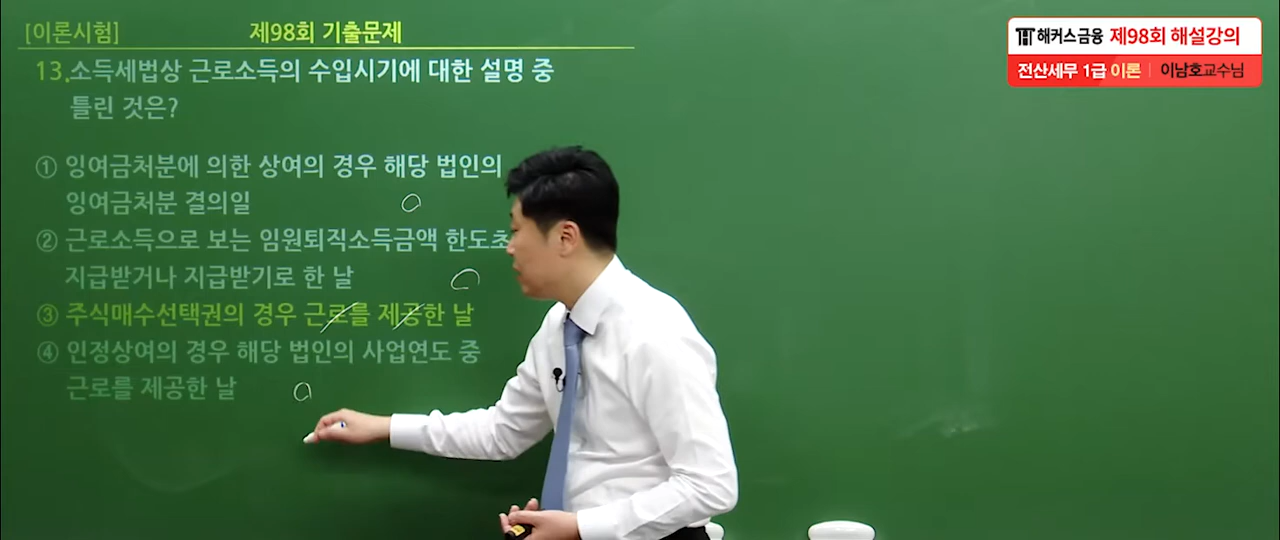 [이론시험] 제98회 기출문제
13.소득세법상 근로소득의 수입시기에 대한 설명 중
틀린 것은?
① 잉여금처분에 의한 상여의 경우 해당 법인의
잉여금처분 결의일
② 근로소득으로 보는 임원퇴직소득금액 한도초
지급받거나 지급받기로 한 날
③ 주식매수선택권의 경우 근로를 제공한 날
④ 인정상여의 경우 해당 법인의 사업연도 중
근로를 제공한 날
해커스금융 제98회 해설강의
전산세무 1급 이론 | 이남호교수님